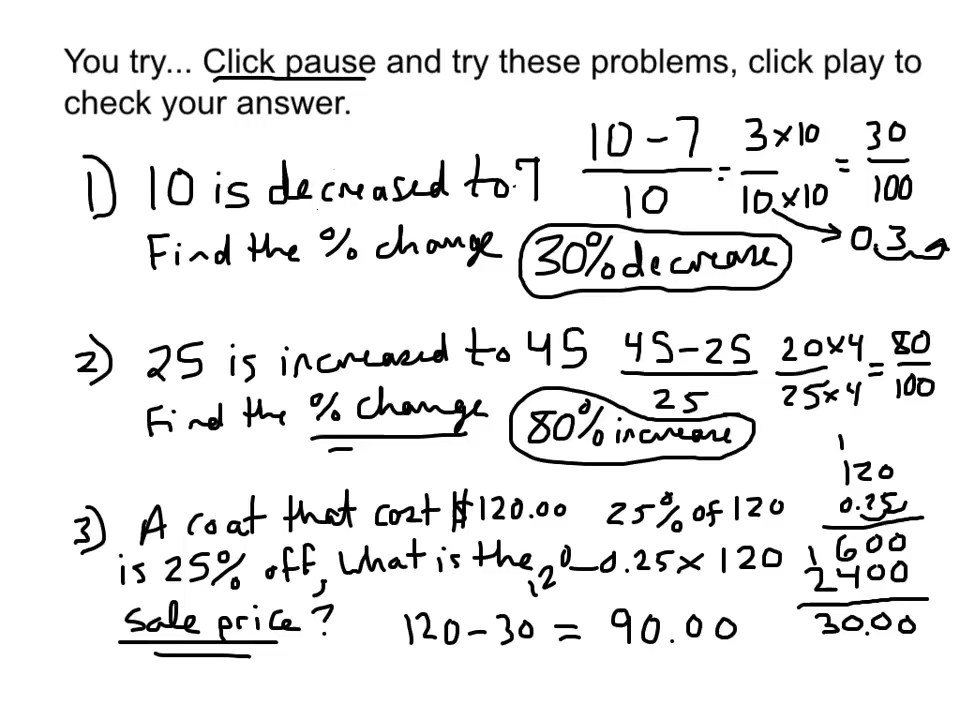 You try... Click pause and try these problems, click play to
check your answer.
1) 10 is decreased to 7
Find the % change
10 - 7 / 10 = 3 x 10 / 10 x 10 = 30 / 100
0.3
30% decrease
2) 25 is increased to 45
Find the % change
45 - 25 / 25 20 x 4 / 25 x 4 = 80 / 100
80% increase
3) A coat that cost $120.00
is 25% off, what is the
sale price?
25% of 120
0.25 x 120
120 - 30 = 90.00
1
120
0.25
1600
2400
30.00